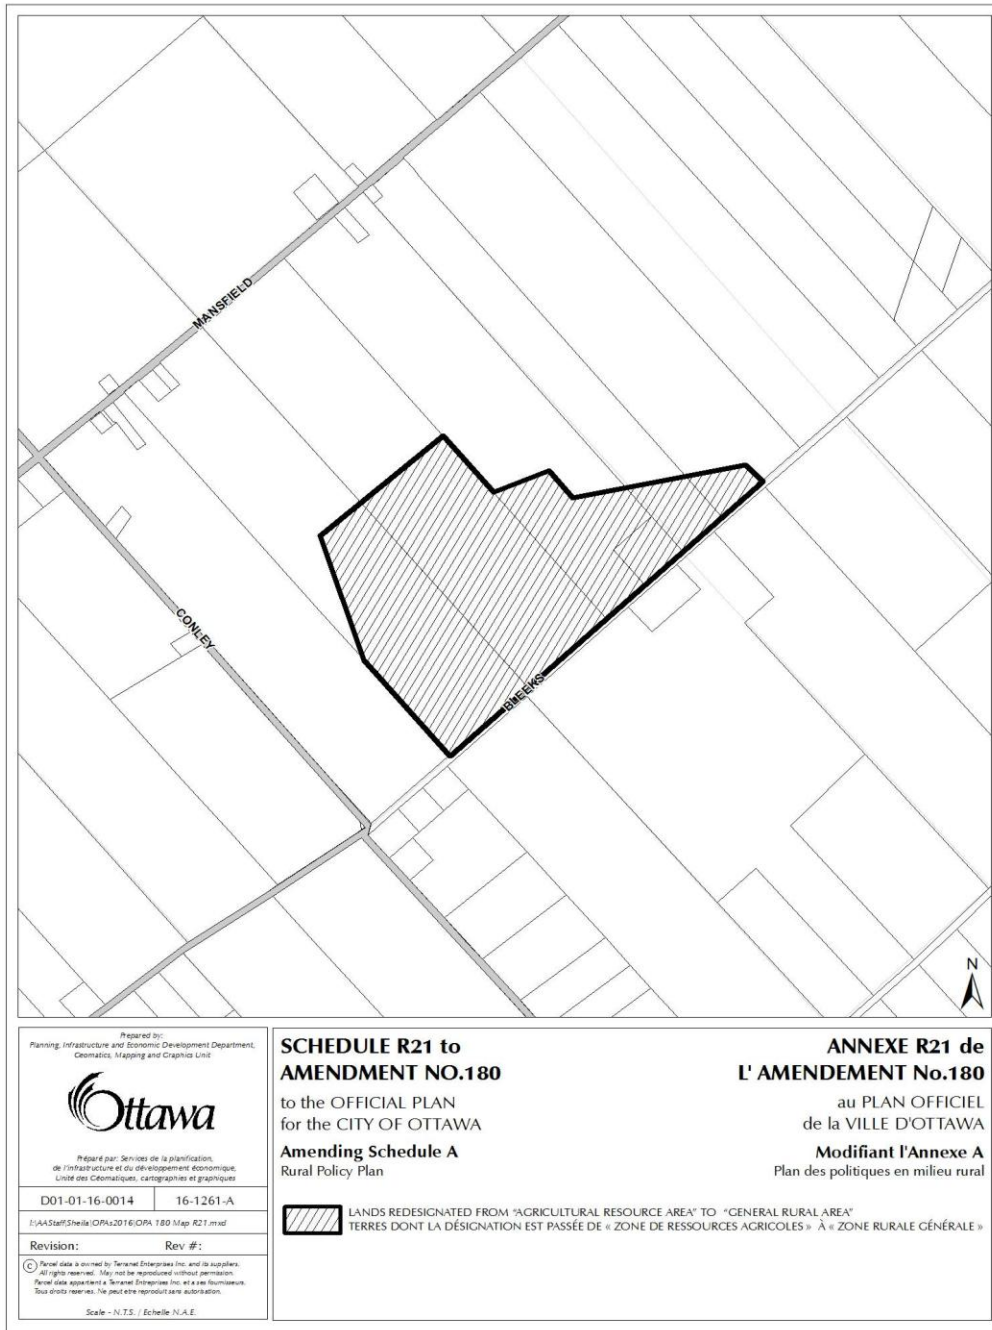 MANSFIELD
CONLEY
BLEEKS
N
Prepared by:
Planning, Infrastructure and Economic Development Department,
Geomatics, Mapping and Graphics Unit
Ottawa
Préparé par: Services de la planification,
de l'infrastructure et du développement économique,
Unité des Géomatiques, cartographies et graphiques
D01-01-16-0014 16-1261-A
I:\AAStaff\Sheila\OPAs2016\OPA 180 Map R21.mxd
Revision: Rev #:
© Parcel data is owned by Teranet Enterprises Inc. and its suppliers.
All rights reserved. May not be reproduced without permission.
Parcel data appartient a Teranet Entreprises Inc. et a ses fournisseurs.
Tous droits reserves. Ne peut etre reproduit sans autorisation.
Scale - N.T.S. / Echelle N.A.E.
SCHEDULE R21 to
AMENDMENT NO.180
to the OFFICIAL PLAN
for the CITY OF OTTAWA
Amending Schedule A
Rural Policy Plan
ANNEXE R21 de
L' AMENDEMENT No.180
au PLAN OFFICIEL
de la VILLE D'OTTAWA
Modifiant l'Annexe A
Plan des politiques en milieu rural
LANDS REDESIGNATED FROM "AGRICULTURAL RESOURCE AREA" TO "GENERAL RURAL AREA"
TERRES DONT LA DÉSIGNATION EST PASSÉE DE « ZONE DE RESSOURCES AGRICOLES » À « ZONE RURALE GÉNÉRALE »